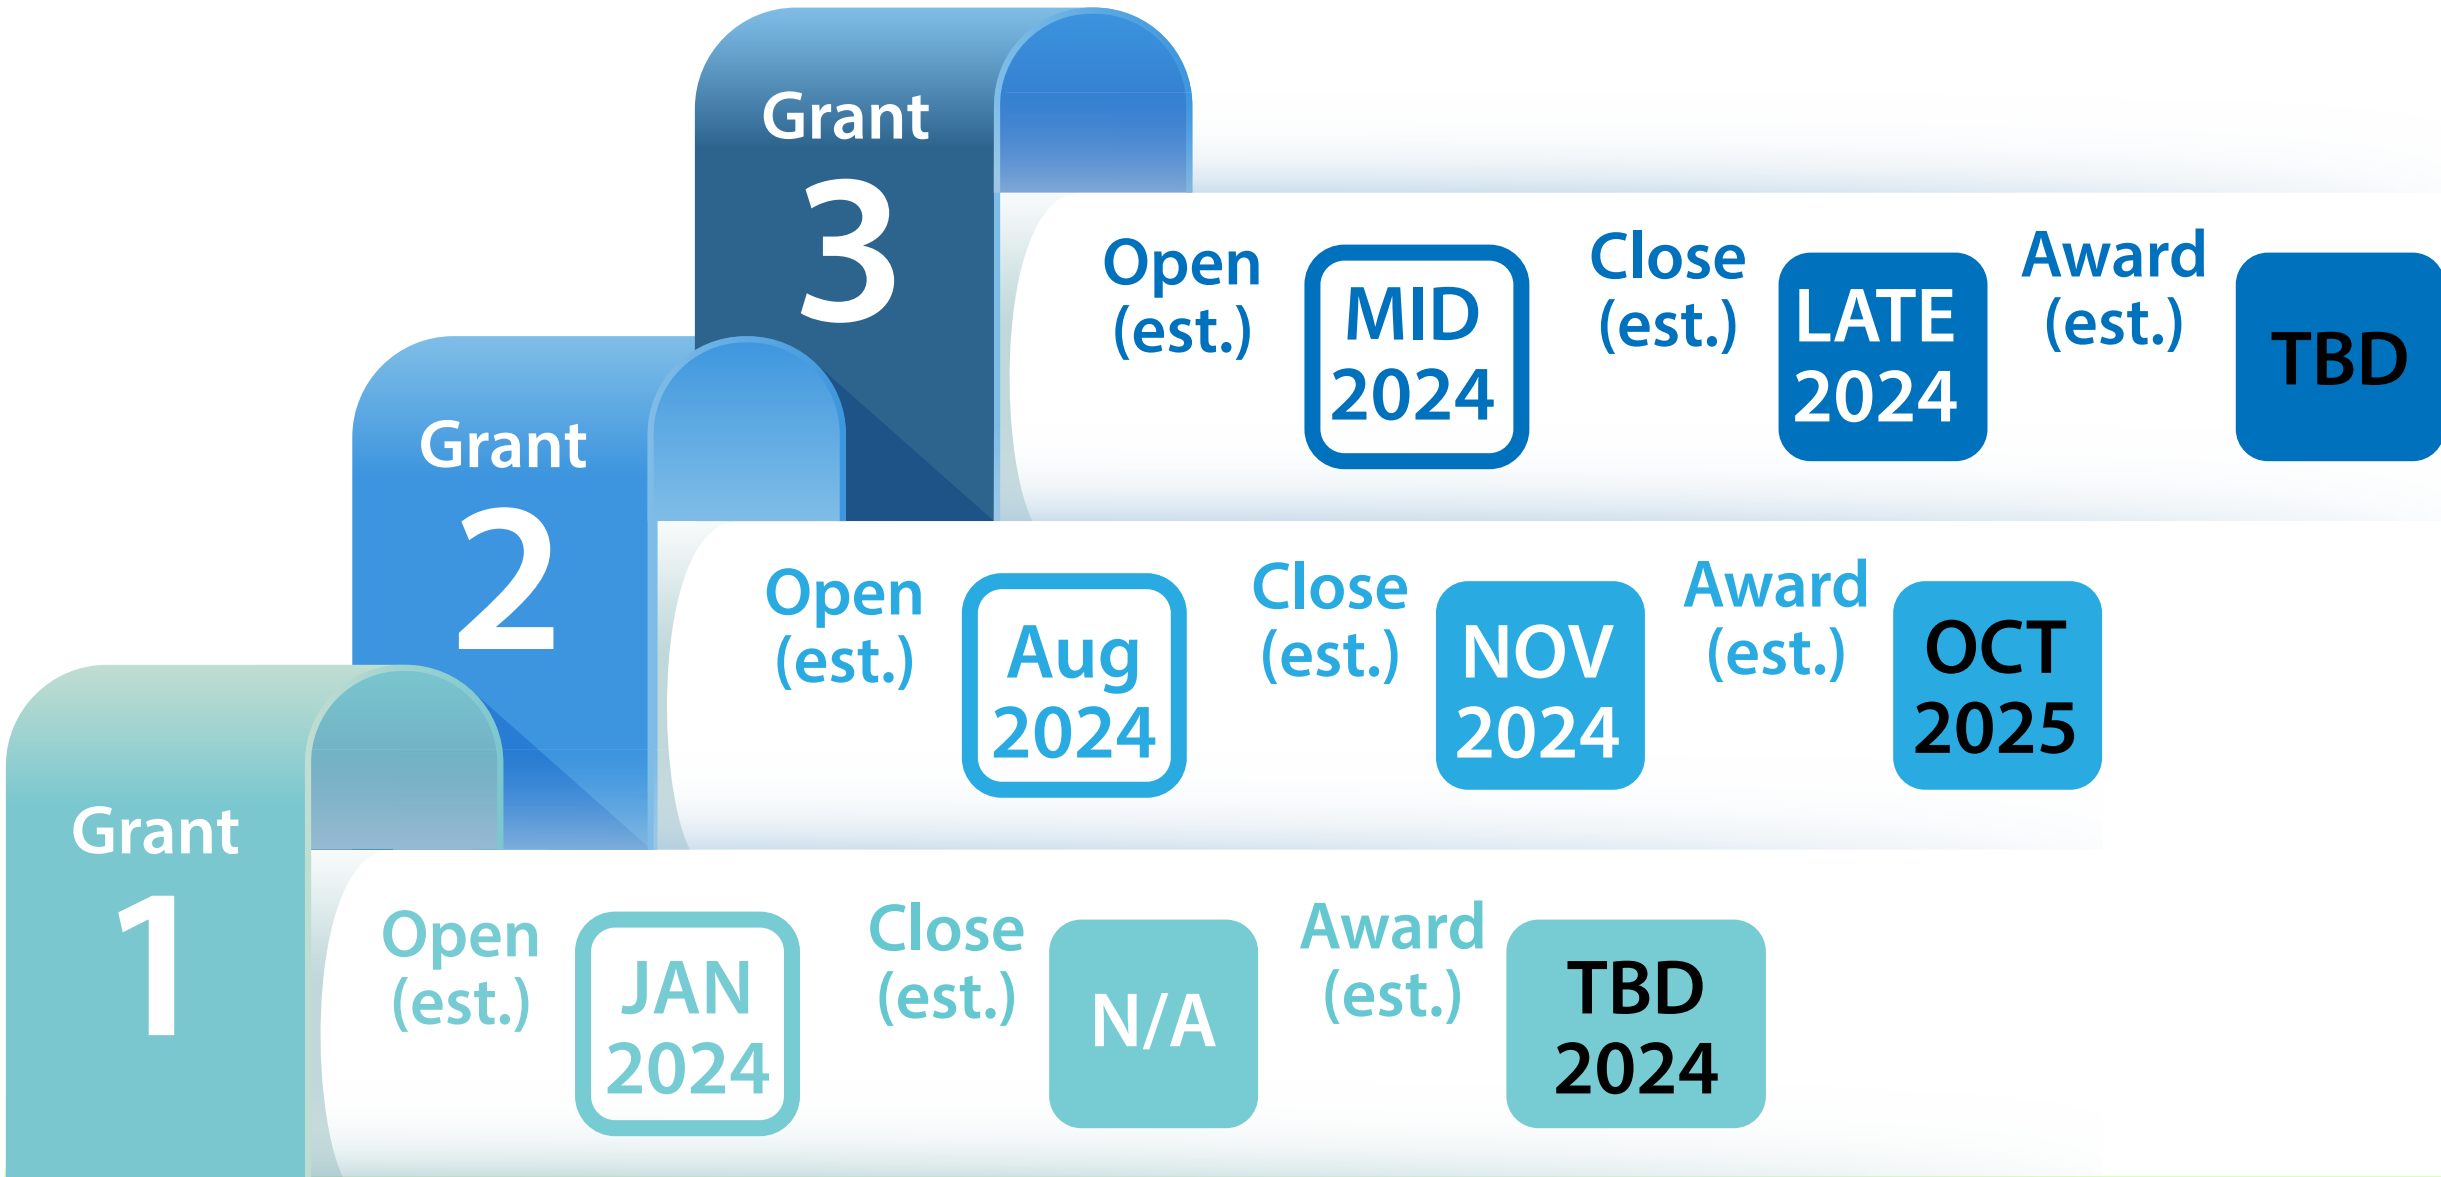 Grant
3
Open
(est.)
MID
2024
Close
(est.)
LATE
2024
Award
(est.)
TBD
Grant
2
Open
(est.)
Aug
2024
Close
(est.)
NOV
2024
Award
(est.)
OCT
2025
Grant
1
Open
(est.)
JAN
2024
Close
(est.)
N/A
Award
(est.)
TBD
2024